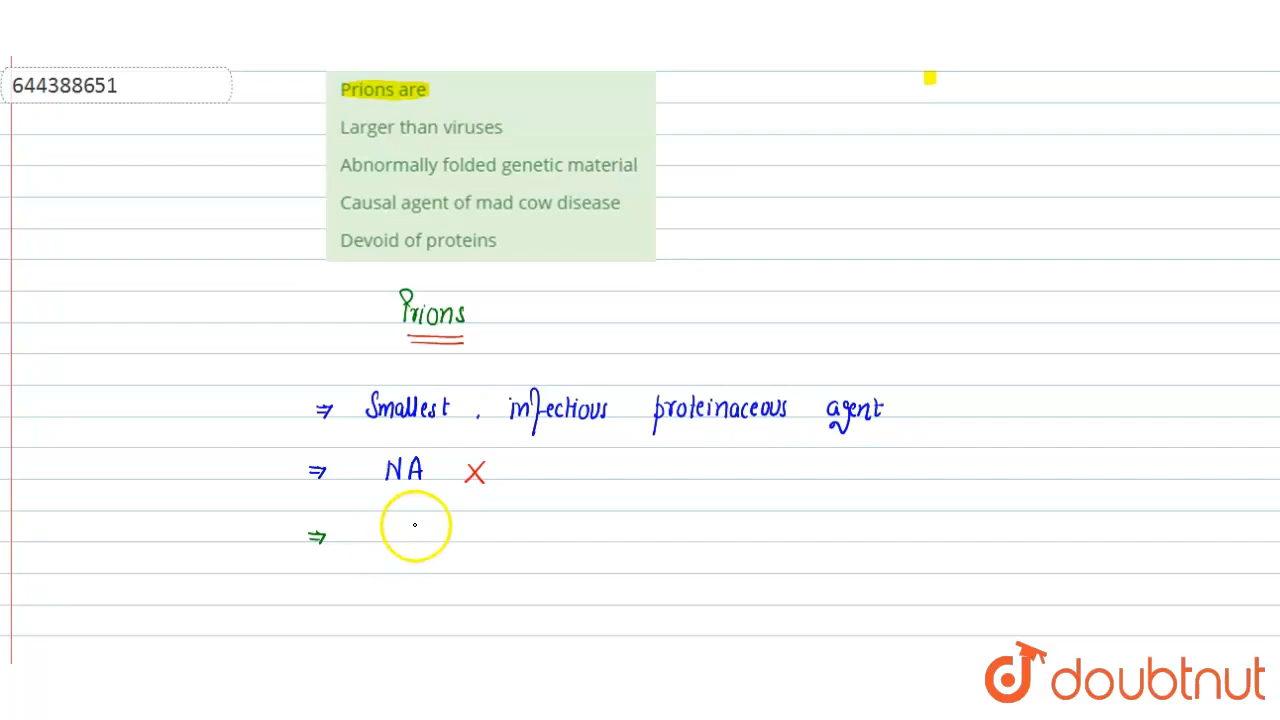 644388651
Prions are
Larger than viruses
Abnormally folded genetic material
Causal agent of mad cow disease
Devoid of proteins
Prions
⇒ Smallest . infectious proteinaceous agent
⇒ NA X
⇒
doubtnut